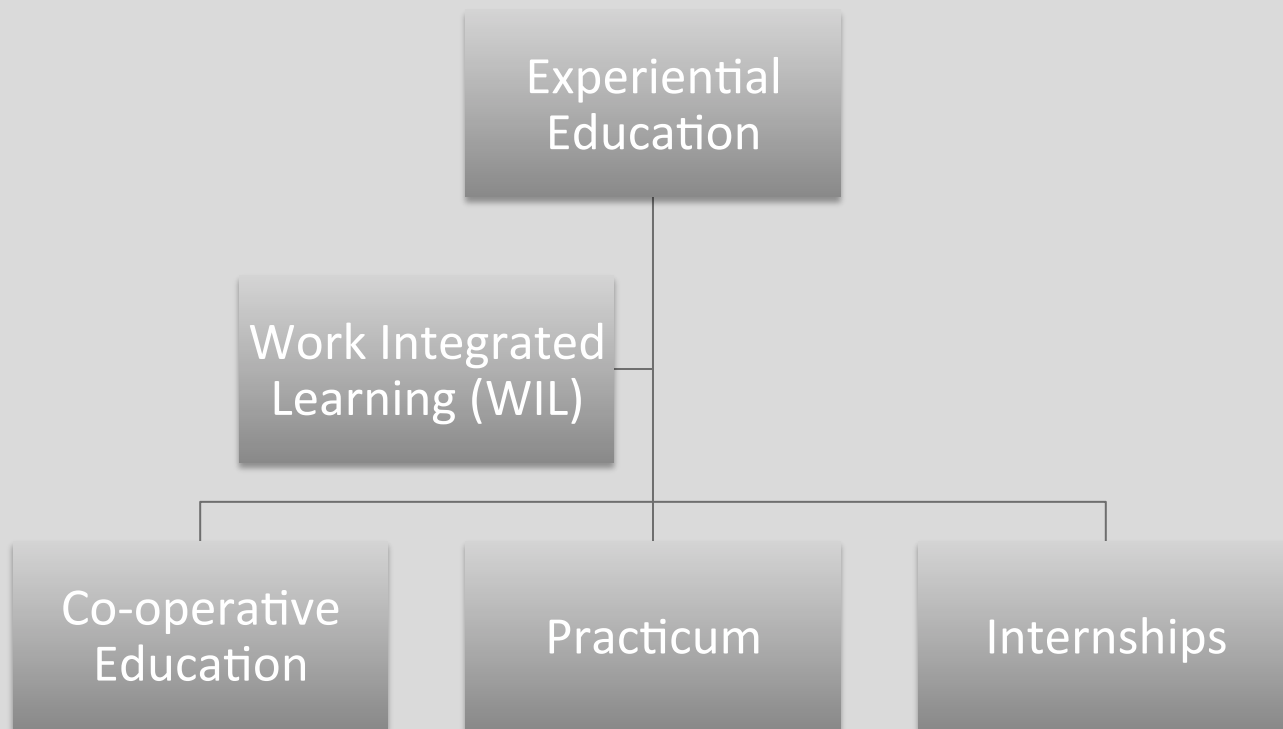 Experiential
Education
Work Integrated
Learning (WIL)
Co-operative
Education
Practicum
Internships